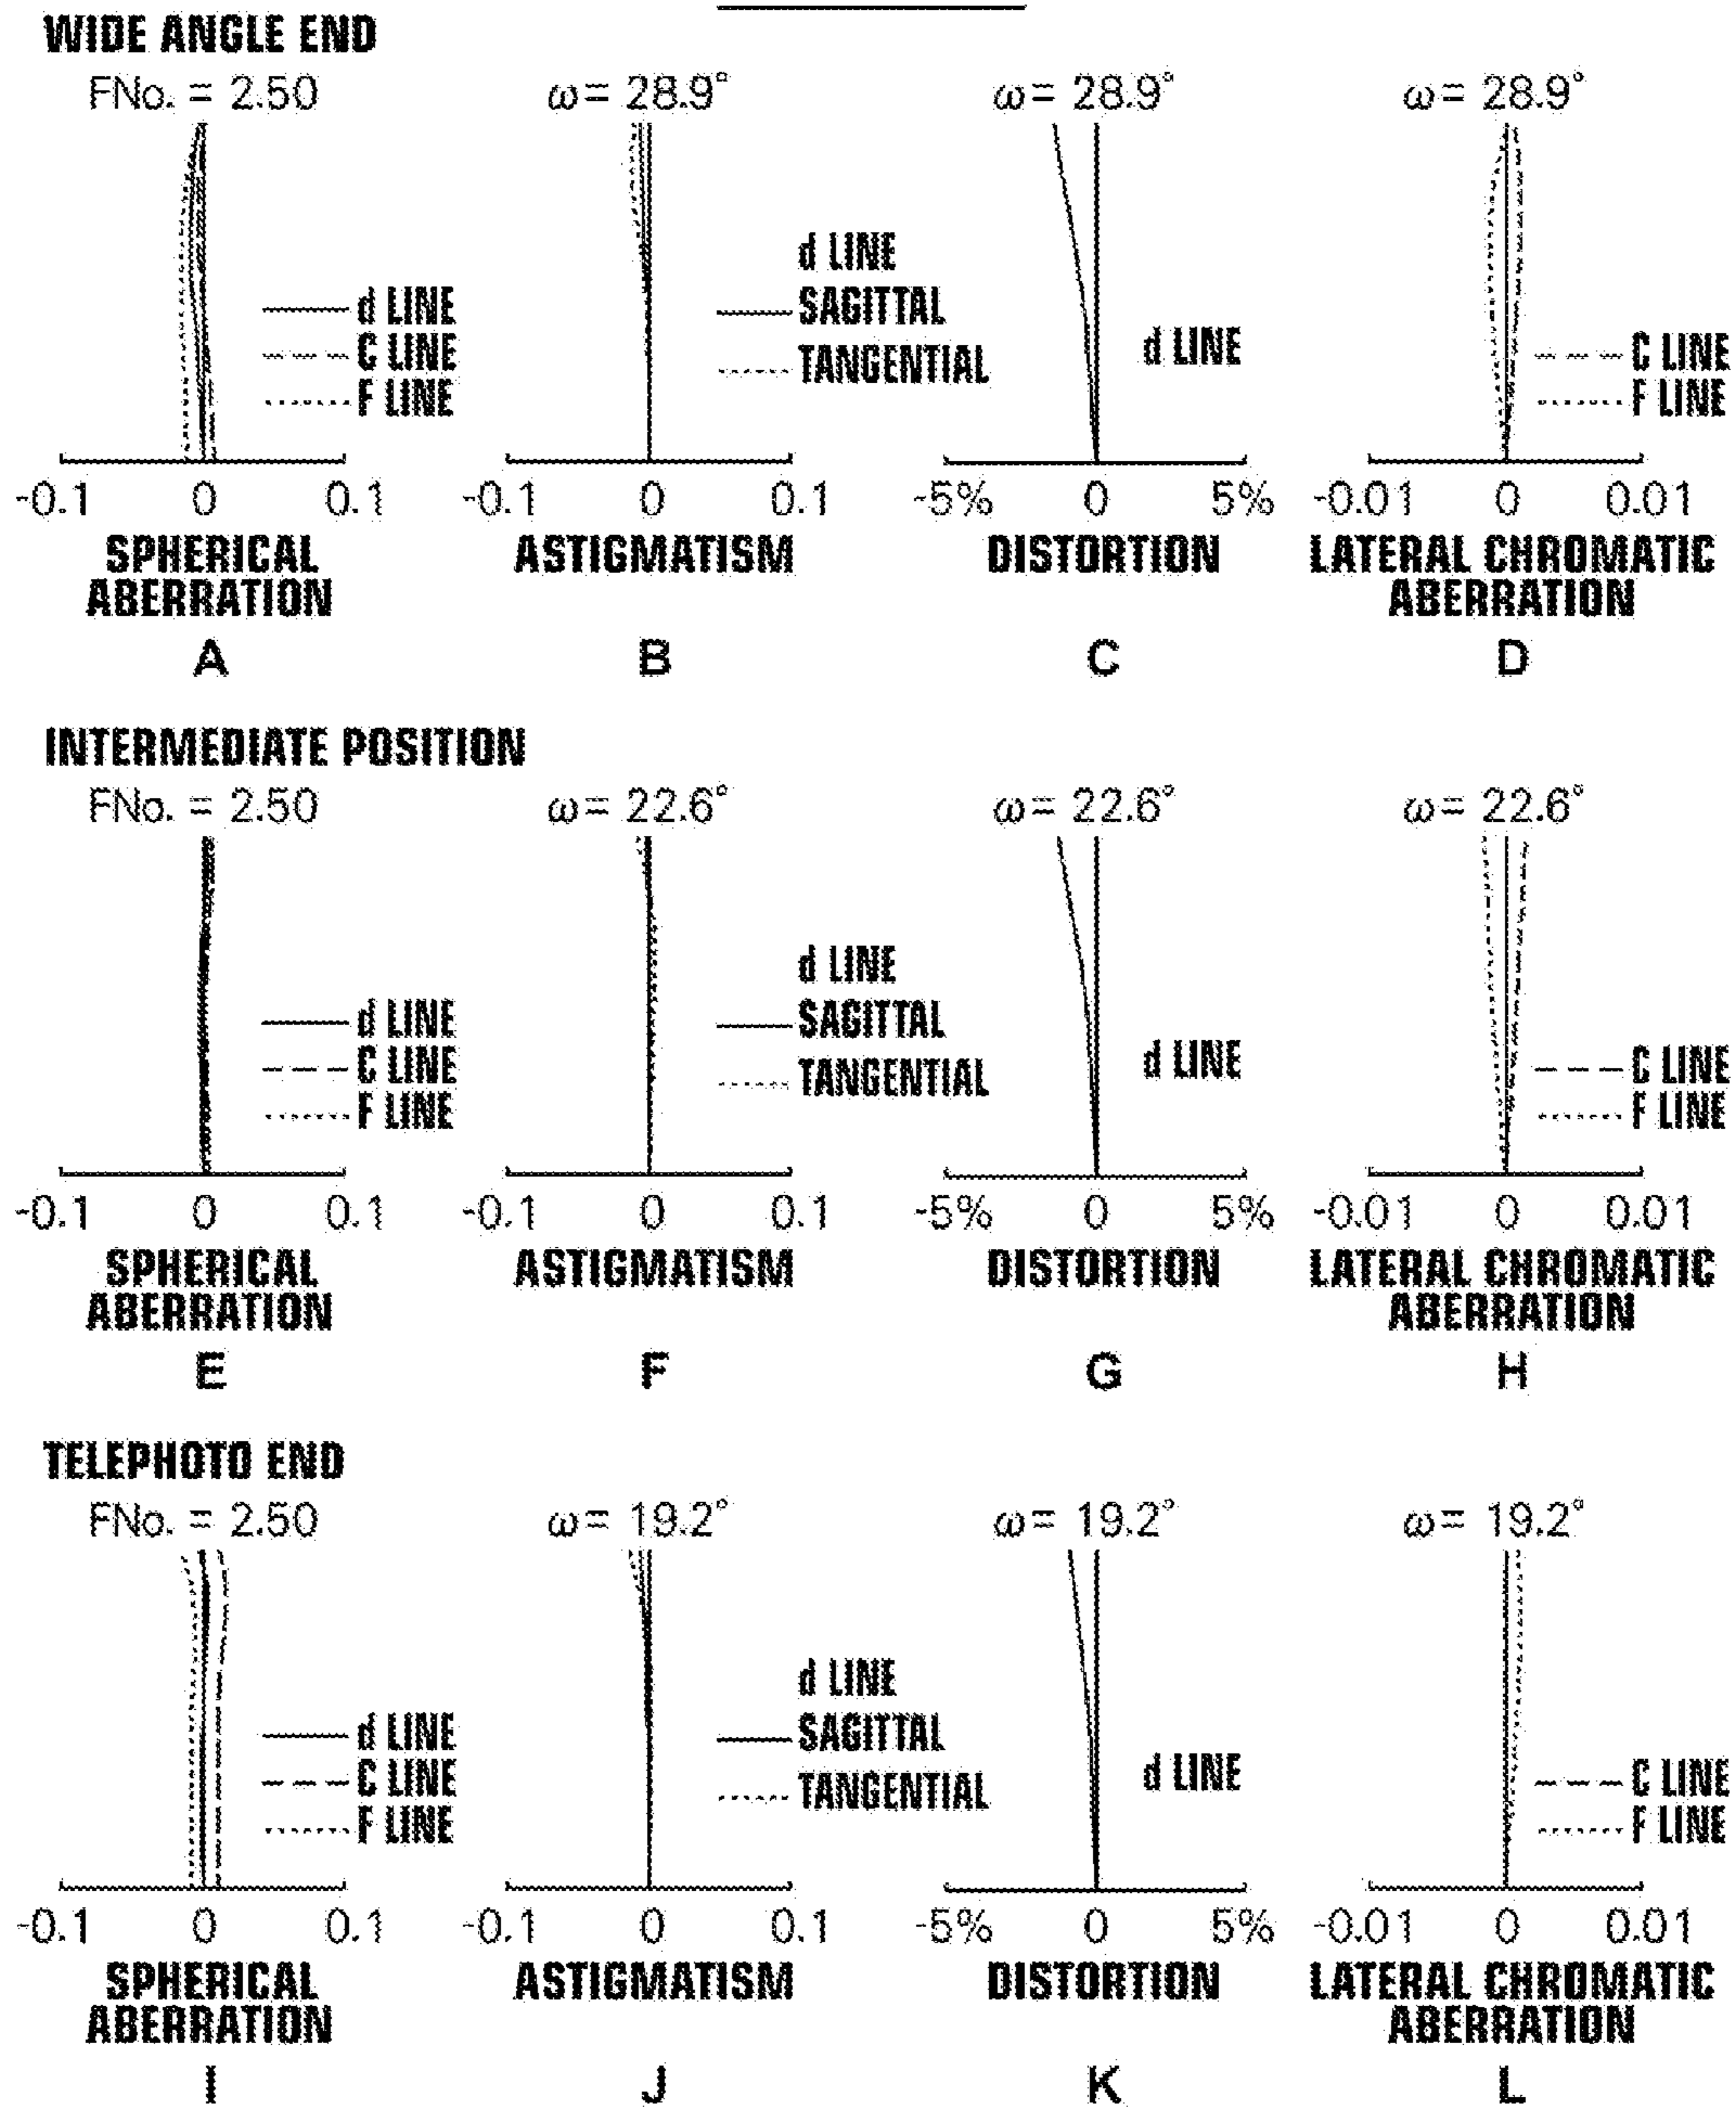 WIDE ANGLE END
FNo. = 2.50
ω= 28.9°
ω= 28.9°
ω= 28.9°
d LINE
C LINE
F LINE
d LINE
SAGITTAL
TANGENTIAL
d LINE
C LINE
F LINE
-0.1 0 0.1
-0.1 0 0.1
-5% 0 5%
-0.01 0 0.01
SPHERICAL
ABERRATION
ASTIGMATISM
DISTORTION
LATERAL CHROMATIC
ABERRATION
A
B
C
D
INTERMEDIATE POSITION
FNo. = 2.50
ω= 22.6°
ω= 22.6°
ω= 22.6°
d LINE
C LINE
F LINE
d LINE
SAGITTAL
TANGENTIAL
d LINE
C LINE
F LINE
-0.1 0 0.1
-0.1 0 0.1
-5% 0 5%
-0.01 0 0.01
SPHERICAL
ABERRATION
ASTIGMATISM
DISTORTION
LATERAL CHROMATIC
ABERRATION
E
F
G
H
TELEPHOTO END
FNo. = 2.50
ω= 19.2°
ω= 19.2°
ω= 19.2°
d LINE
C LINE
F LINE
d LINE
SAGITTAL
TANGENTIAL
d LINE
C LINE
F LINE
-0.1 0 0.1
-0.1 0 0.1
-5% 0 5%
-0.01 0 0.01
SPHERICAL
ABERRATION
ASTIGMATISM
DISTORTION
LATERAL CHROMATIC
ABERRATION
I
J
K
L